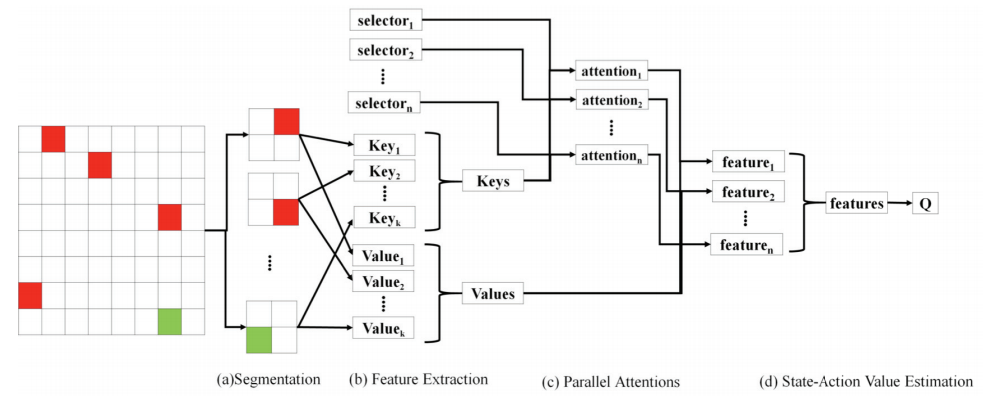 selector1
selector2
selectorn
attention1
attention2
attentionn
Key1
Key2
Keyk
Keys
Value1
Value2
Valuek
Values
feature1
feature2
featuren
features
Q
(a)Segmentation
(b) Feature Extraction
(c) Parallel Attentions
(d) State-Action Value Estimation